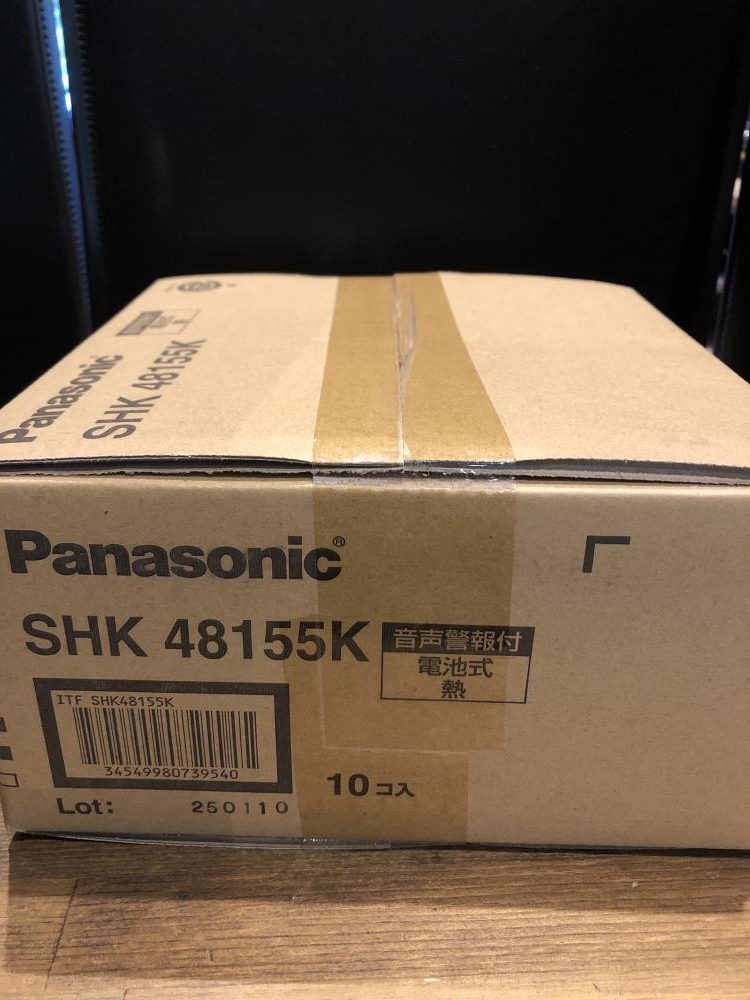 Panasonic
SHK 48155K
Panasonic®
SHK 48155K
音声警報付
電池式
熱
ITF SHK48155K
34549980739540
10コ入
Lot: 250110